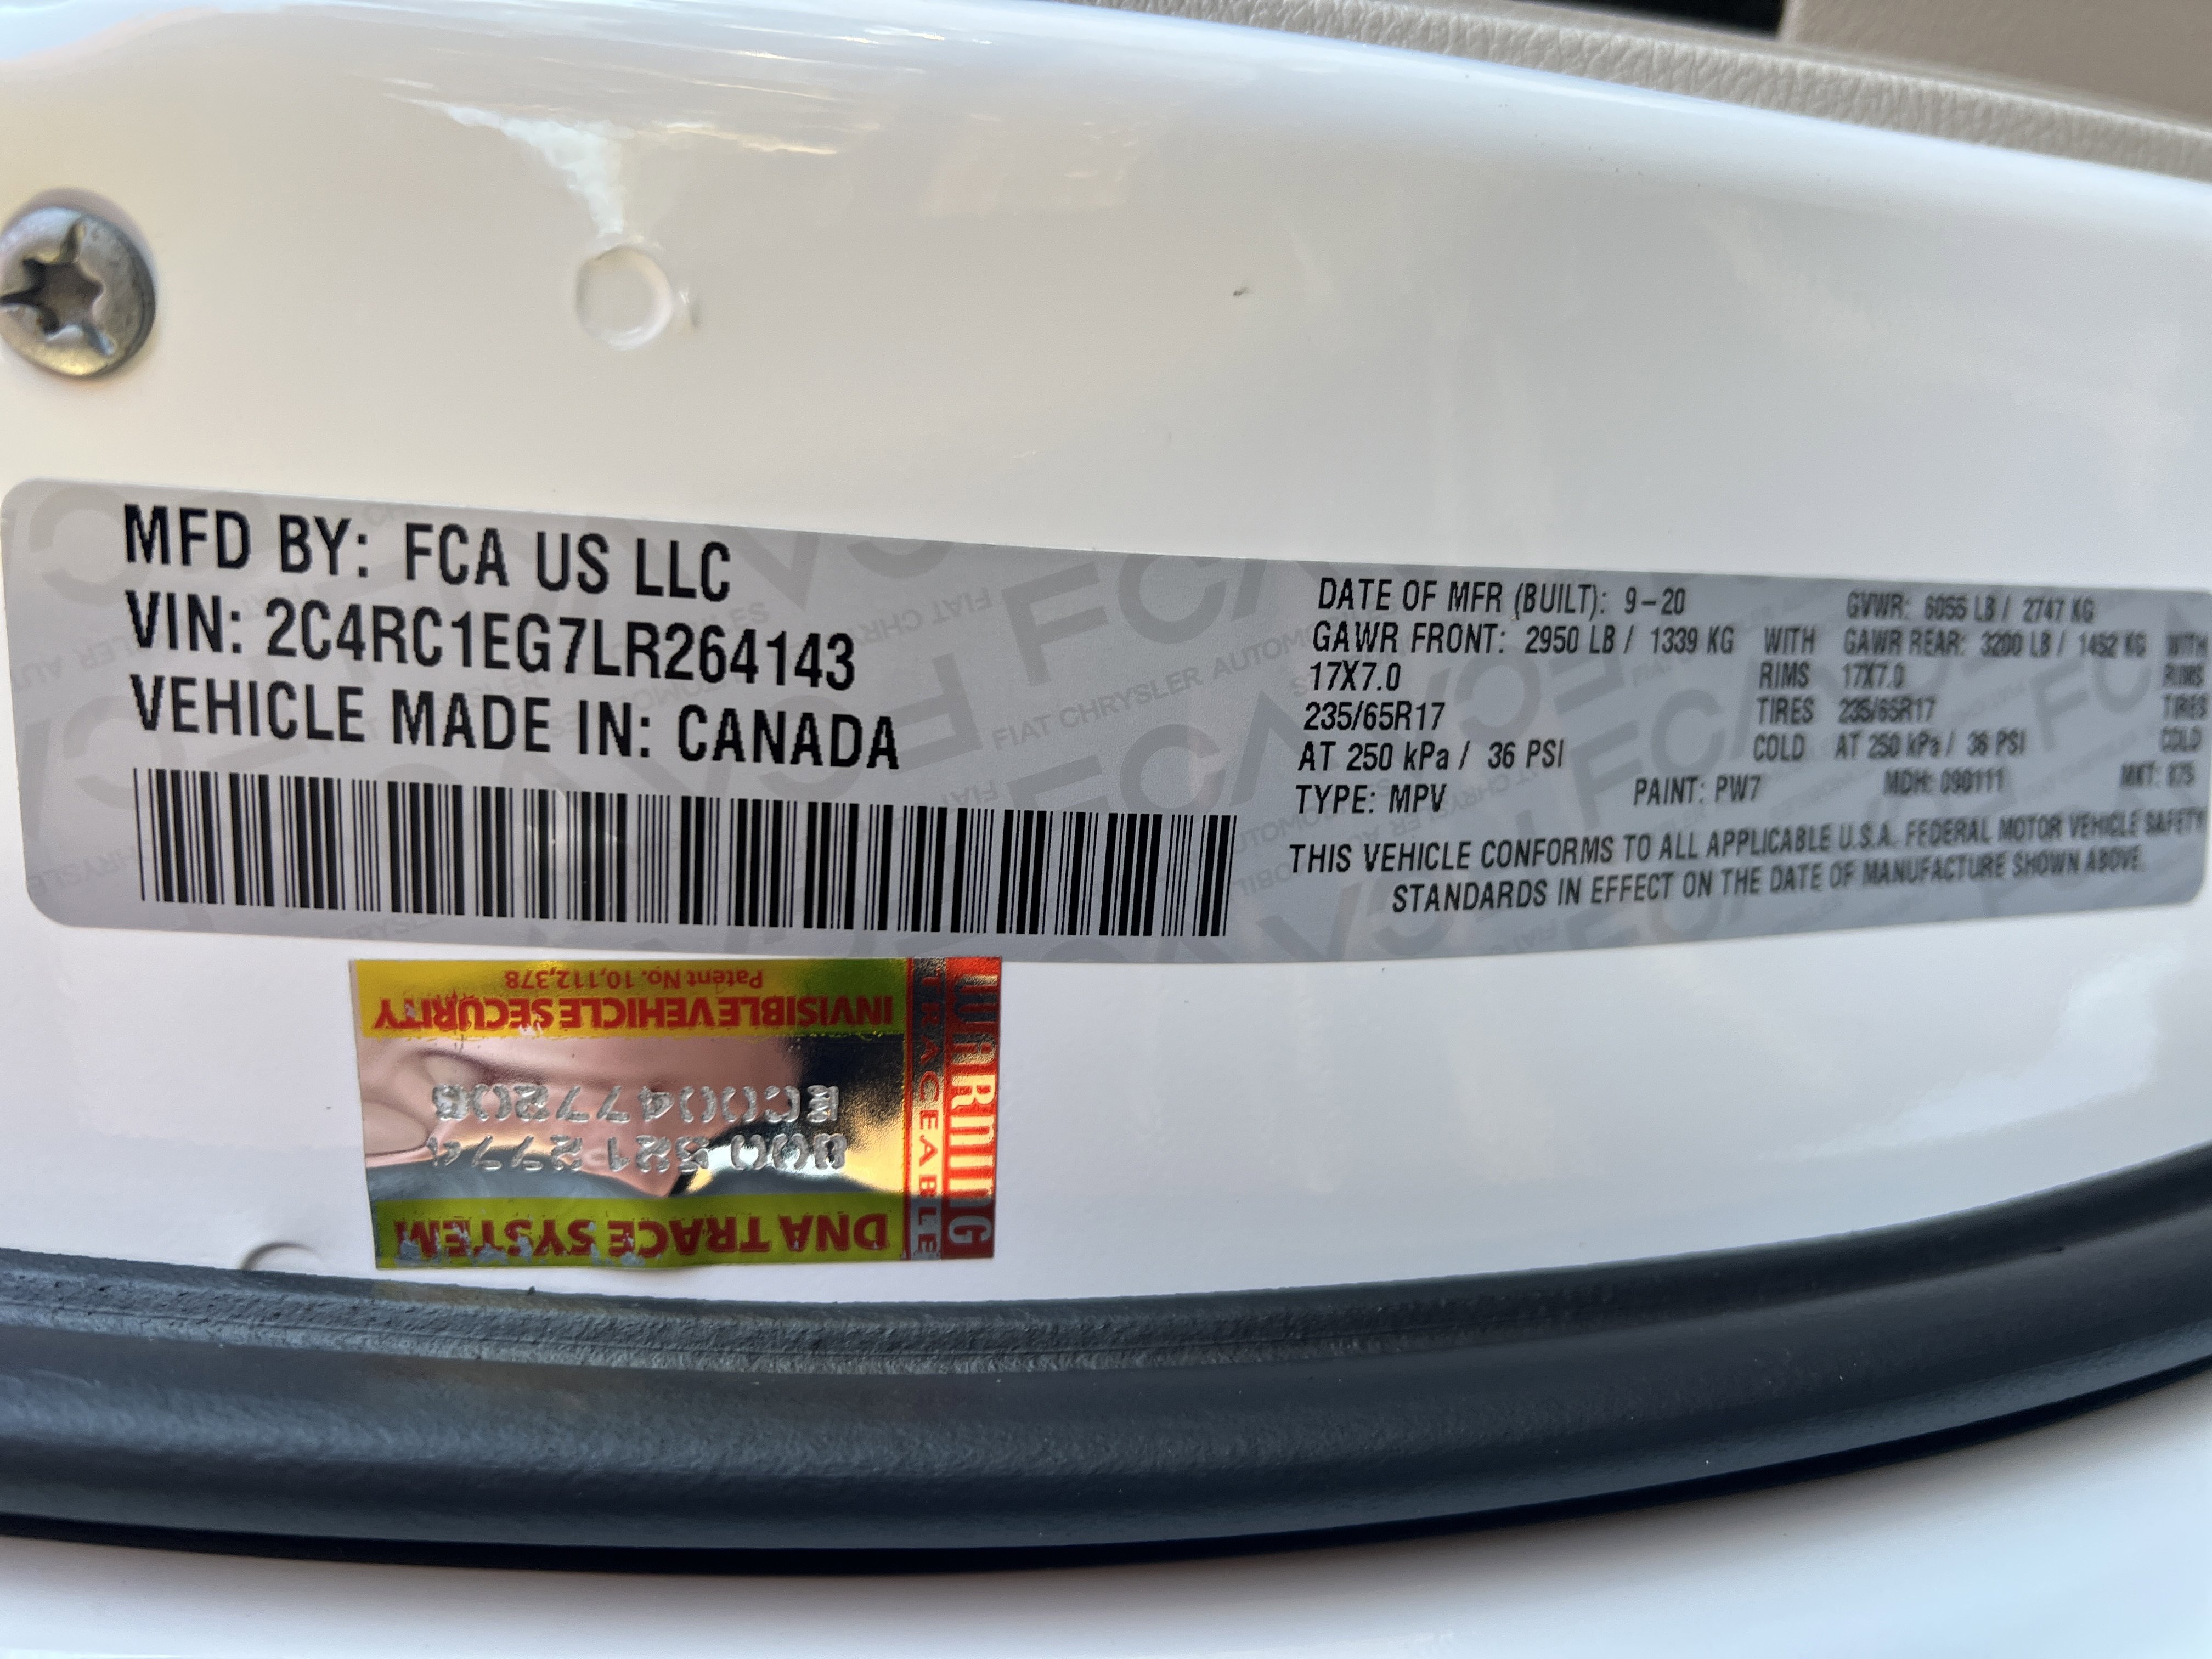 MFD BY: FCA US LLC
VIN: 2C4RC1EG7LR264143
VEHICLE MADE IN: CANADA
DATE OF MFR (BUILT): 9-20 GVWR: 6055 LB / 2747 KG
GAWR FRONT: 2950 LB / 1339 KG WITH GAWR REAR: 3200 LB / 1452 KG WITH
17X7.0 RIMS 17X7.0 RIMS
235/65R17 TIRES 235/65R17 TIRES
AT 250 kPa / 36 PSI COLD AT 250 kPa / 36 PSI COLD
TYPE: MPV PAINT: PW7 MDH: 090111 MKT:
THIS VEHICLE CONFORMS TO ALL APPLICABLE U.S.A. FEDERAL MOTOR VEHICLE SAFETY
STANDARDS IN EFFECT ON THE DATE OF MANUFACTURE SHOWN ABOVE.
FIAT CHRYSLER AUTOMOBILES
FCA
WARNING
TRACEABLE
DNA TRACE SYSTEM
INVISIBLE VEHICLE SECURITY
Patent No. 10,112,378